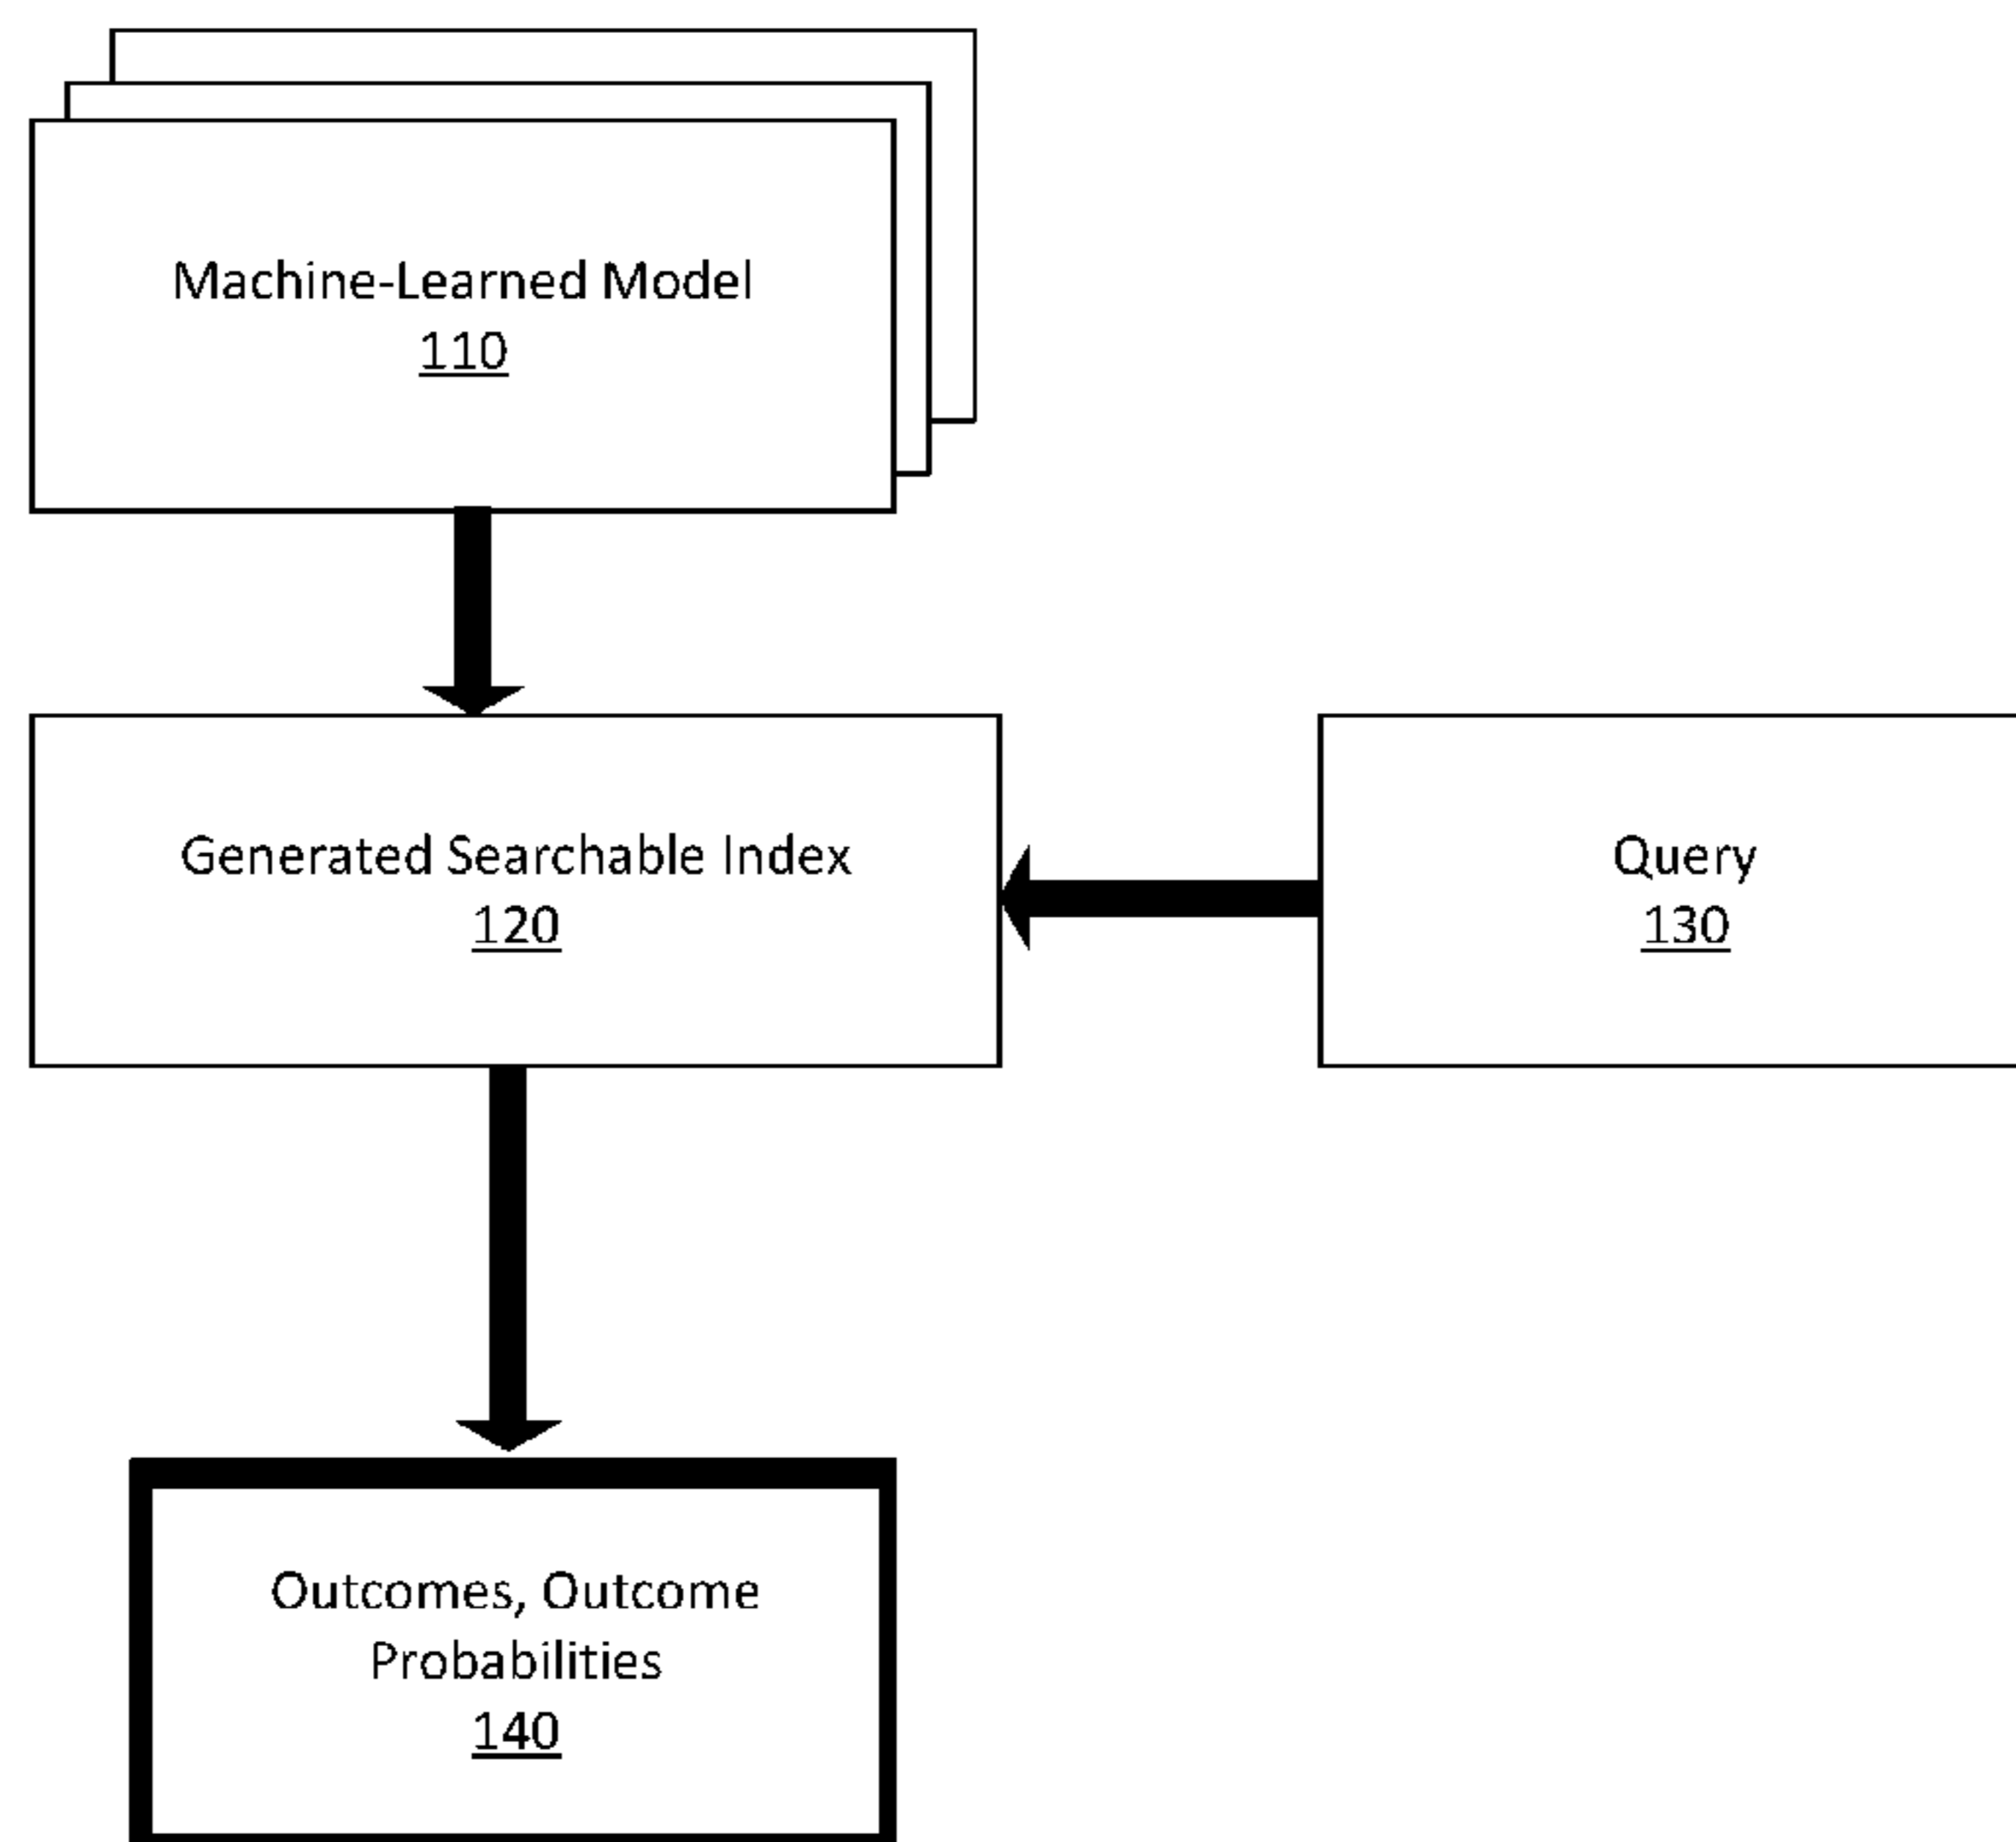 Machine-Learned Model
110
Generated Searchable Index
120
Query
130
Outcomes, Outcome
Probabilities
140